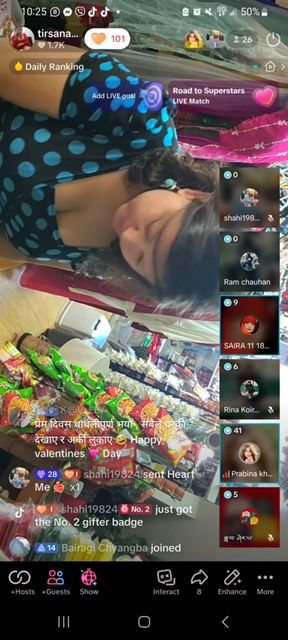 10:25
50%
tirsana...
1.7K
101
26
Daily Ranking
Add LIVE goal
Road to Superstars
LIVE Match
0
shahi198...
0
Ram chauhan
9
SAIRA 11 18...
6
Rina Koir...
41
Prabina kh...
5
प्रेम दिवस
देखाए र अर्को लुकाए 😂 Happy
valentines 💘 Day
28 1 shahi19824 sent Heart
Me x1
1 shahi19824 No. 2 just got
the No. 2 gifter badge
14 Bairagi Chyangba joined
+Hosts
+Guests
Show
Interact
8
Enhance
More